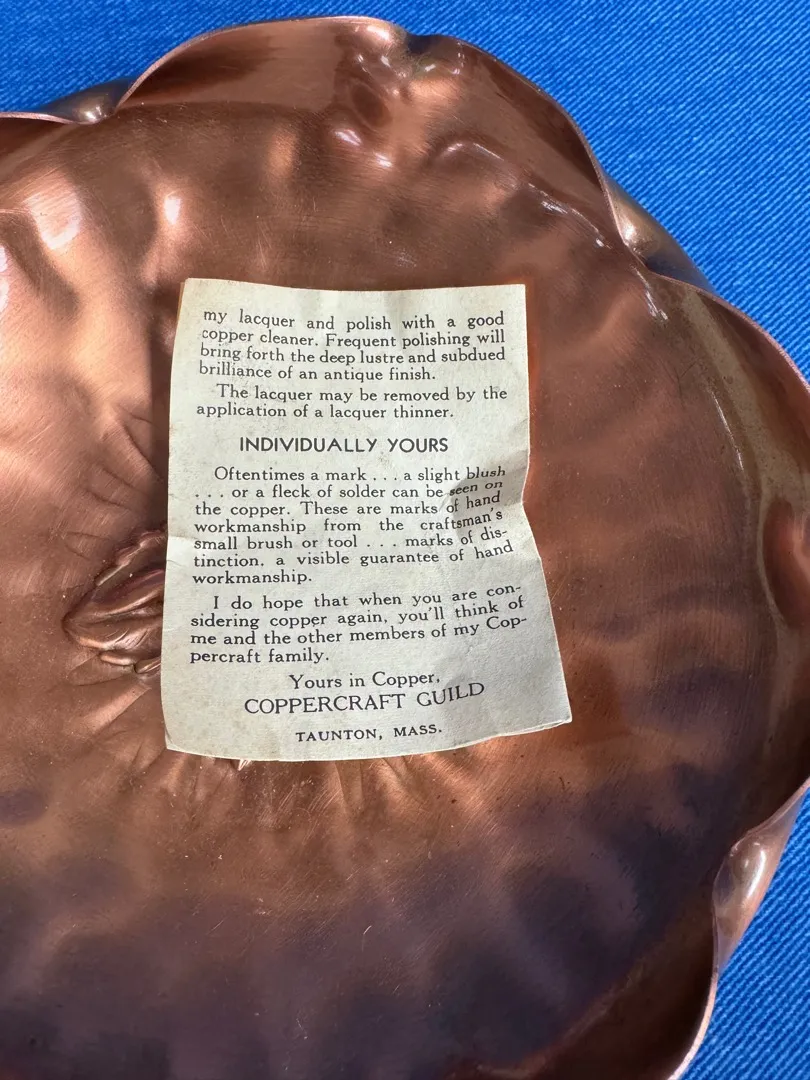 my lacquer and polish with a good
copper cleaner. Frequent polishing will
bring forth the deep lustre and subdued
brilliance of an antique finish.
The lacquer may be removed by the
application of a lacquer thinner.
INDIVIDUALLY YOURS
Oftentimes a mark . . . a slight blush
. . . or a fleck of solder can be seen on
the copper. These are marks of hand
workmanship from the craftsman's
small brush or tool . . . marks of dis-
tinction, a visible guarantee of hand
workmanship.
I do hope that when you are con-
sidering copper again, you'll think of
me and the other members of my Cop-
percraft family.
Yours in Copper,
COPPERCRAFT GUILD
TAUNTON, MASS.